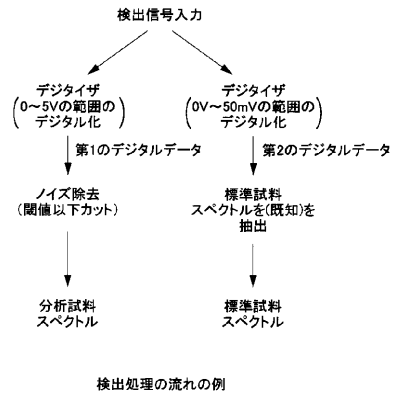 検出信号入力
デジタイザ
(0～5Vの範囲の
デジタル化)
デジタイザ
(0V～50mVの範囲の
デジタル化)
第1のデジタルデータ
第2のデジタルデータ
ノイズ除去
(閾値以下カット)
標準試料
スペクトルを(既知)を
抽出
分析試料
スペクトル
標準試料
スペクトル
検出処理の流れの例